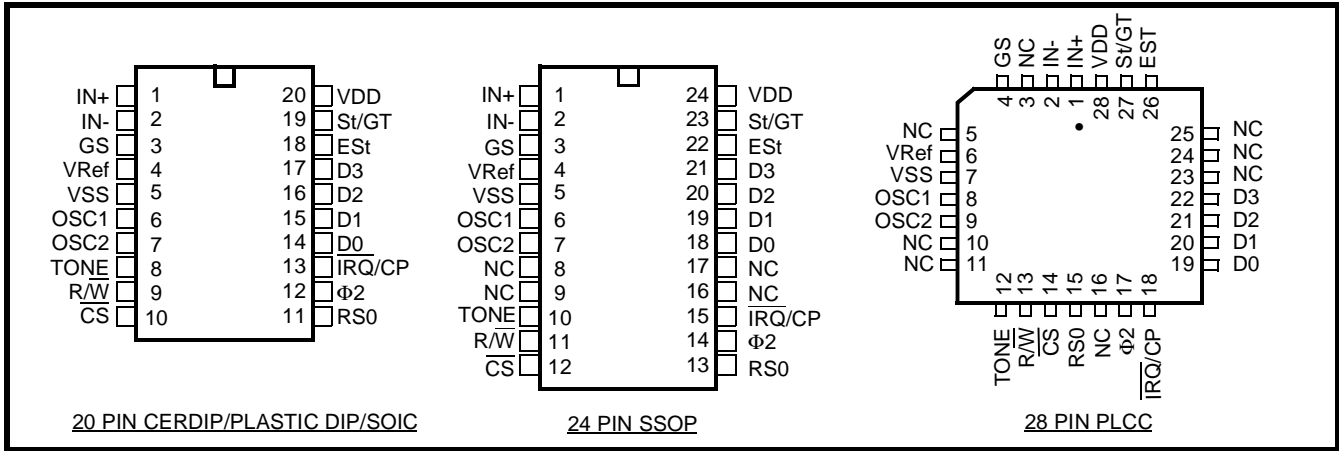 IN+ 1 20 VDD
IN- 2 19 St/GT
GS 3 18 ESt
VRef 4 17 D3
VSS 5 16 D2
OSC1 6 15 D1
OSC2 7 14 D0
TONE 8 13 I̅R̅Q̅/CP
R/W̅ 9 12 Φ2
C̅S̅ 10 11 RS0
20 PIN CERDIP/PLASTIC DIP/SOIC
IN+ 1 24 VDD
IN- 2 23 St/GT
GS 3 22 ESt
VRef 4 21 D3
VSS 5 20 D2
OSC1 6 19 D1
OSC2 7 18 D0
NC 8 17 NC
NC 9 16 NC
TONE 10 15 I̅R̅Q̅/CP
R/W̅ 11 14 Φ2
C̅S̅ 12 13 RS0
24 PIN SSOP
GS NC IN- IN+ VDD St/GT EST
4 3 2 1 28 27 26
NC 5 25 NC
VRef 6 24 NC
VSS 7 23 NC
OSC1 8 22 D3
OSC2 9 21 D2
NC 10 20 D1
NC 11 19 D0
12 13 14 15 16 17 18
TONE R/W̅ C̅S̅ RS0 NC Φ2 I̅R̅Q̅/CP
28 PIN PLCC